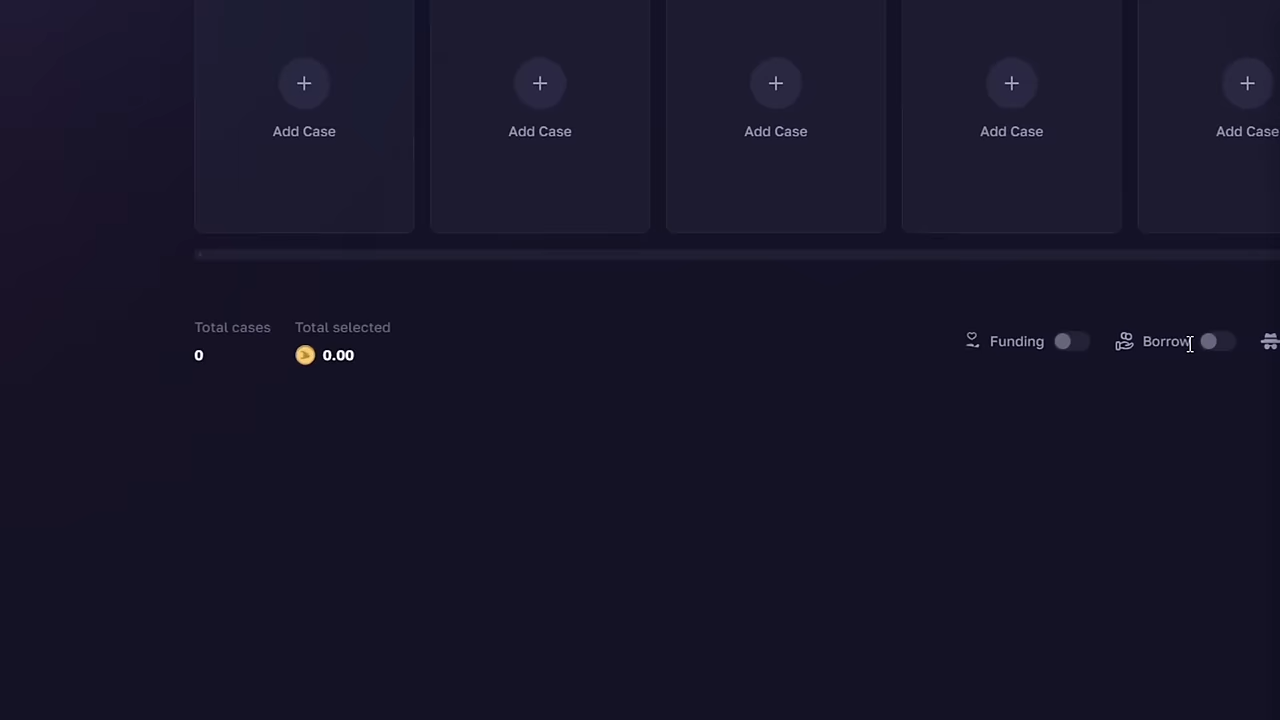 Add Case
Add Case
Add Case
Add Case
Add Case
Total cases
Total selected
0
0.00
Funding
Borrow